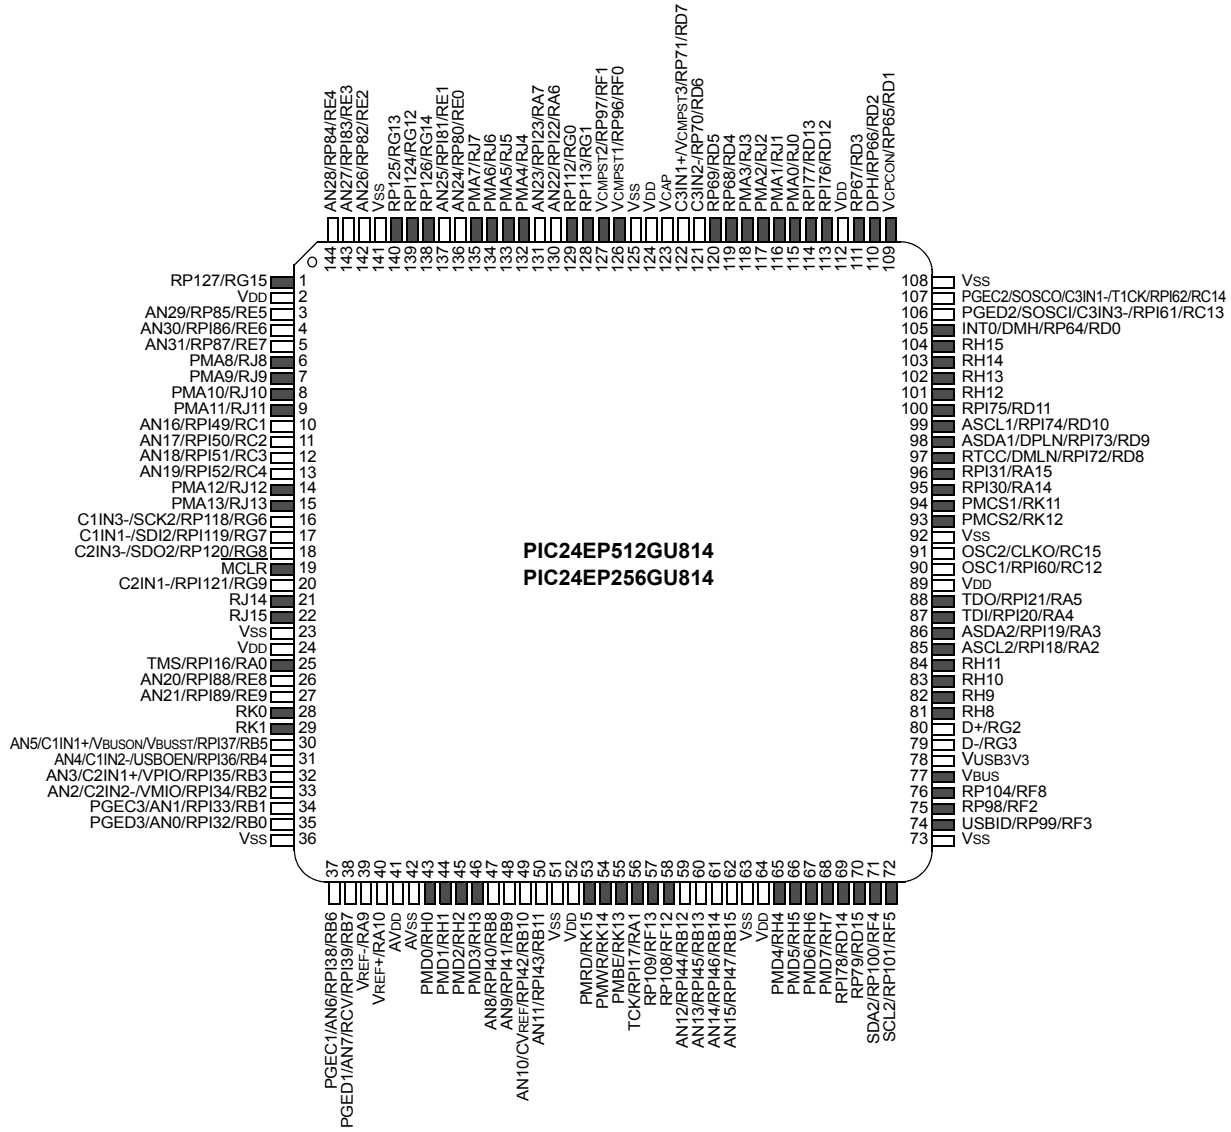 AN28/RP84/RE4
AN27/RPI83/RE3
AN26/RP82/RE2
VSS
RP125/RG13
RPI124/RG12
RP126/RG14
AN25/RPI81/RE1
AN24/RP80/RE0
PMA7/RJ7
PMA6/RJ6
PMA5/RJ5
PMA4/RJ4
AN23/RPI23/RA7
AN22/RPI22/RA6
RP112/RG0
RP113/RG1
VCMPST2/RP97/RF1
VCMPST1/RP96/RF0
VSS
VDD
VCAP
C3IN1+/VCMPST3/RP71/RD7
C3IN2-/RP70/RD6
RP69/RD5
RP68/RD4
PMA3/RJ3
PMA2/RJ2
PMA1/RJ1
PMA0/RJ0
RPI77/RD13
RPI76/RD12
VDD
RP67/RD3
DPH/RP66/RD2
VCPCON/RP65/RD1
144
143
142
141
140
139
138
137
136
135
134
133
132
131
130
129
128
127
126
125
124
123
122
121
120
119
118
117
116
115
114
113
112
111
110
109
RP127/RG15 1
VDD 2
AN29/RP85/RE5 3
AN30/RPI86/RE6 4
AN31/RP87/RE7 5
PMA8/RJ8 6
PMA9/RJ9 7
PMA10/RJ10 8
PMA11/RJ11 9
AN16/RPI49/RC1 10
AN17/RPI50/RC2 11
AN18/RPI51/RC3 12
AN19/RPI52/RC4 13
PMA12/RJ12 14
PMA13/RJ13 15
C1IN3-/SCK2/RP118/RG6 16
C1IN1-/SDI2/RPI119/RG7 17
C2IN3-/SDO2/RP120/RG8 18
MCLR 19
C2IN1-/RPI121/RG9 20
RJ14 21
RJ15 22
VSS 23
VDD 24
TMS/RPI16/RA0 25
AN20/RPI88/RE8 26
AN21/RPI89/RE9 27
RK0 28
RK1 29
AN5/C1IN1+/VBUSON/VBUSST/RPI37/RB5 30
AN4/C1IN2-/USBOEN/RPI36/RB4 31
AN3/C2IN1+/VPIO/RPI35/RB3 32
AN2/C2IN2-/VMIO/RPI34/RB2 33
PGEC3/AN1/RPI33/RB1 34
PGED3/AN0/RPI32/RB0 35
VSS 36
PIC24EP512GU814
PIC24EP256GU814
108 VSS
107 PGEC2/SOSCO/C3IN1-/T1CK/RPI62/RC14
106 PGED2/SOSCI/C3IN3-/RPI61/RC13
105 INT0/DMH/RP64/RD0
104 RH15
103 RH14
102 RH13
101 RH12
100 RPI75/RD11
99 ASCL1/RPI74/RD10
98 ASDA1/DPLN/RPI73/RD9
97 RTCC/DMLN/RPI72/RD8
96 RPI31/RA15
95 RPI30/RA14
94 PMCS1/RK11
93 PMCS2/RK12
92 VSS
91 OSC2/CLKO/RC15
90 OSC1/RPI60/RC12
89 VDD
88 TDO/RPI21/RA5
87 TDI/RPI20/RA4
86 ASDA2/RPI19/RA3
85 ASCL2/RPI18/RA2
84 RH11
83 RH10
82 RH9
81 RH8
80 D+/RG2
79 D-/RG3
78 VUSB3V3
77 VBUS
76 RP104/RF8
75 RP98/RF2
74 USBID/RP99/RF3
73 VSS
37
38
39
40
41
42
43
44
45
46
47
48
49
50
51
52
53
54
55
56
57
58
59
60
61
62
63
64
65
66
67
68
69
70
71
72
PGEC1/AN6/RPI38/RB6
PGED1/AN7/RCV/RPI39/RB7
VREF-/RA9
VREF+/RA10
AVDD
AVSS
PMD0/RH0
PMD1/RH1
PMD2/RH2
PMD3/RH3
AN8/RPI40/RB8
AN9/RPI41/RB9
AN10/CVREF/RPI42/RB10
AN11/RPI43/RB11
VSS
VDD
PMRD/RK15
PMWR/RK14
PMBE/RK13
TCK/RPI17/RA1
RP109/RF13
RP108/RF12
AN12/RPI44/RB12
AN13/RPI45/RB13
AN14/RPI46/RB14
AN15/RPI47/RB15
VSS
VDD
PMD4/RH4
PMD5/RH5
PMD6/RH6
PMD7/RH7
RPI78/RD14
RP79/RD15
SDA2/RP100/RF4
SCL2/RP101/RF5